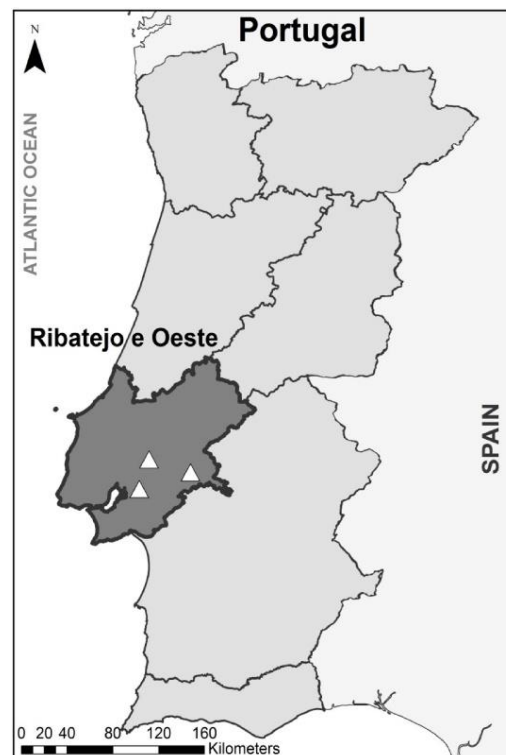 Portugal
N
ATLANTIC OCEAN
Ribatejo e Oeste
SPAIN
0 20 40 80 120 160
Kilometers